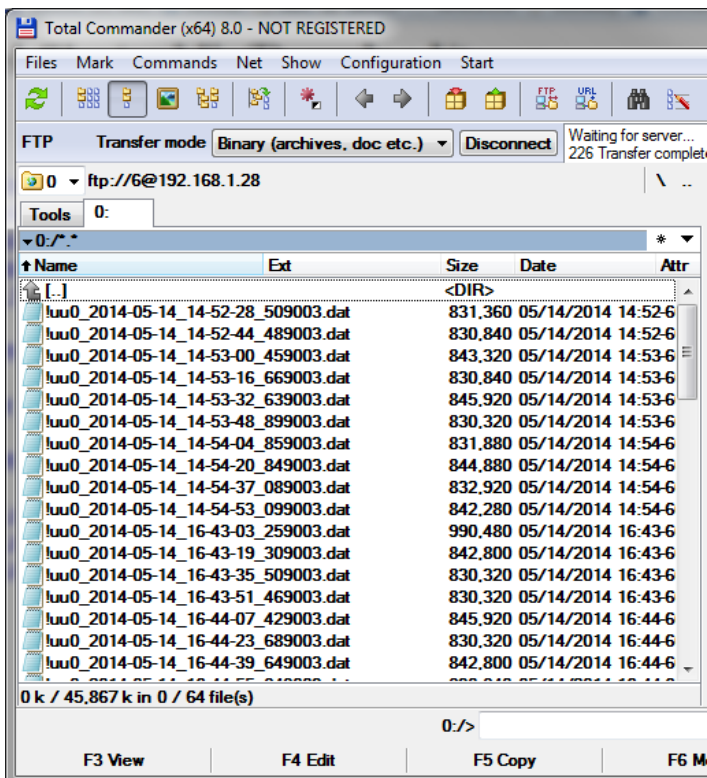 Total Commander (x64) 8.0 - NOT REGISTERED
Files Mark Commands Net Show Configuration Start
FTP URL
FTP Transfer mode Binary (archives, doc etc.) Disconnect Waiting for server...
226 Transfer complete
0 ftp://6@192.168.1.28 \ ..
Tools 0:
0:/*.* *
Name Ext Size Date Attr
[..] <DIR>
!uu0_2014-05-14_14-52-28_509003.dat 831,360 05/14/2014 14:52-6
!uu0_2014-05-14_14-52-44_489003.dat 830,840 05/14/2014 14:52-6
!uu0_2014-05-14_14-53-00_459003.dat 843,320 05/14/2014 14:53-6
!uu0_2014-05-14_14-53-16_669003.dat 830,840 05/14/2014 14:53-6
!uu0_2014-05-14_14-53-32_639003.dat 845,920 05/14/2014 14:53-6
!uu0_2014-05-14_14-53-48_899003.dat 830,320 05/14/2014 14:53-6
!uu0_2014-05-14_14-54-04_859003.dat 831,880 05/14/2014 14:54-6
!uu0_2014-05-14_14-54-20_849003.dat 844,880 05/14/2014 14:54-6
!uu0_2014-05-14_14-54-37_089003.dat 832,920 05/14/2014 14:54-6
!uu0_2014-05-14_14-54-53_099003.dat 842,280 05/14/2014 14:54-6
!uu0_2014-05-14_16-43-03_259003.dat 990,480 05/14/2014 16:43-6
!uu0_2014-05-14_16-43-19_309003.dat 842,800 05/14/2014 16:43-6
!uu0_2014-05-14_16-43-35_509003.dat 830,320 05/14/2014 16:43-6
!uu0_2014-05-14_16-43-51_469003.dat 830,320 05/14/2014 16:43-6
!uu0_2014-05-14_16-44-07_429003.dat 845,920 05/14/2014 16:44-6
!uu0_2014-05-14_16-44-23_689003.dat 830,320 05/14/2014 16:44-6
!uu0_2014-05-14_16-44-39_649003.dat 842,800 05/14/2014 16:44-6
0 k / 45,867 k in 0 / 64 file(s)
0:/>
F3 View F4 Edit F5 Copy F6 M